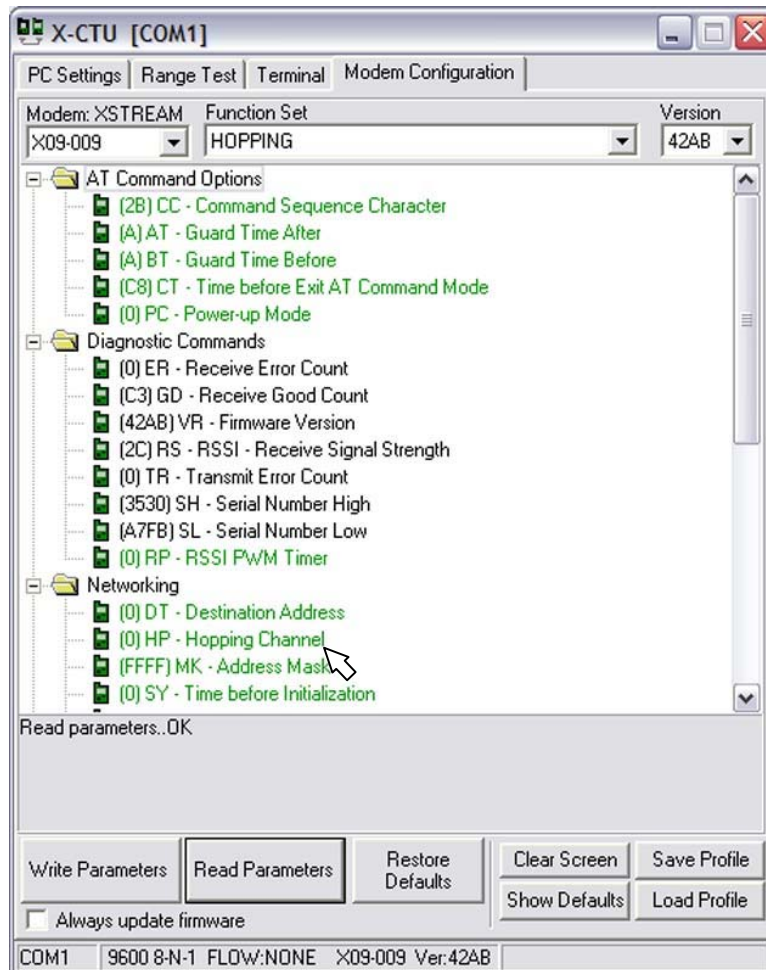 X-CTU [COM1]
PC Settings Range Test Terminal Modem Configuration
Modem: XSTREAM Function Set Version
X09-009 HOPPING 42AB
AT Command Options
(2B) CC - Command Sequence Character
(A) AT - Guard Time After
(A) BT - Guard Time Before
(C8) CT - Time before Exit AT Command Mode
(0) PC - Power-up Mode
Diagnostic Commands
(0) ER - Receive Error Count
(C3) GD - Receive Good Count
(42AB) VR - Firmware Version
(2C) RS - RSSI - Receive Signal Strength
(0) TR - Transmit Error Count
(3530) SH - Serial Number High
(A7FB) SL - Serial Number Low
(0) RP - RSSI PWM Timer
Networking
(0) DT - Destination Address
(0) HP - Hopping Channel
(FFFF) MK - Address Mask
(0) SY - Time before Initialization
Read parameters..OK
Write Parameters Read Parameters Restore Defaults Clear Screen Save Profile
Show Defaults Load Profile
Always update firmware
COM1 9600 8-N-1 FLOW:NONE X09-009 Ver:42AB